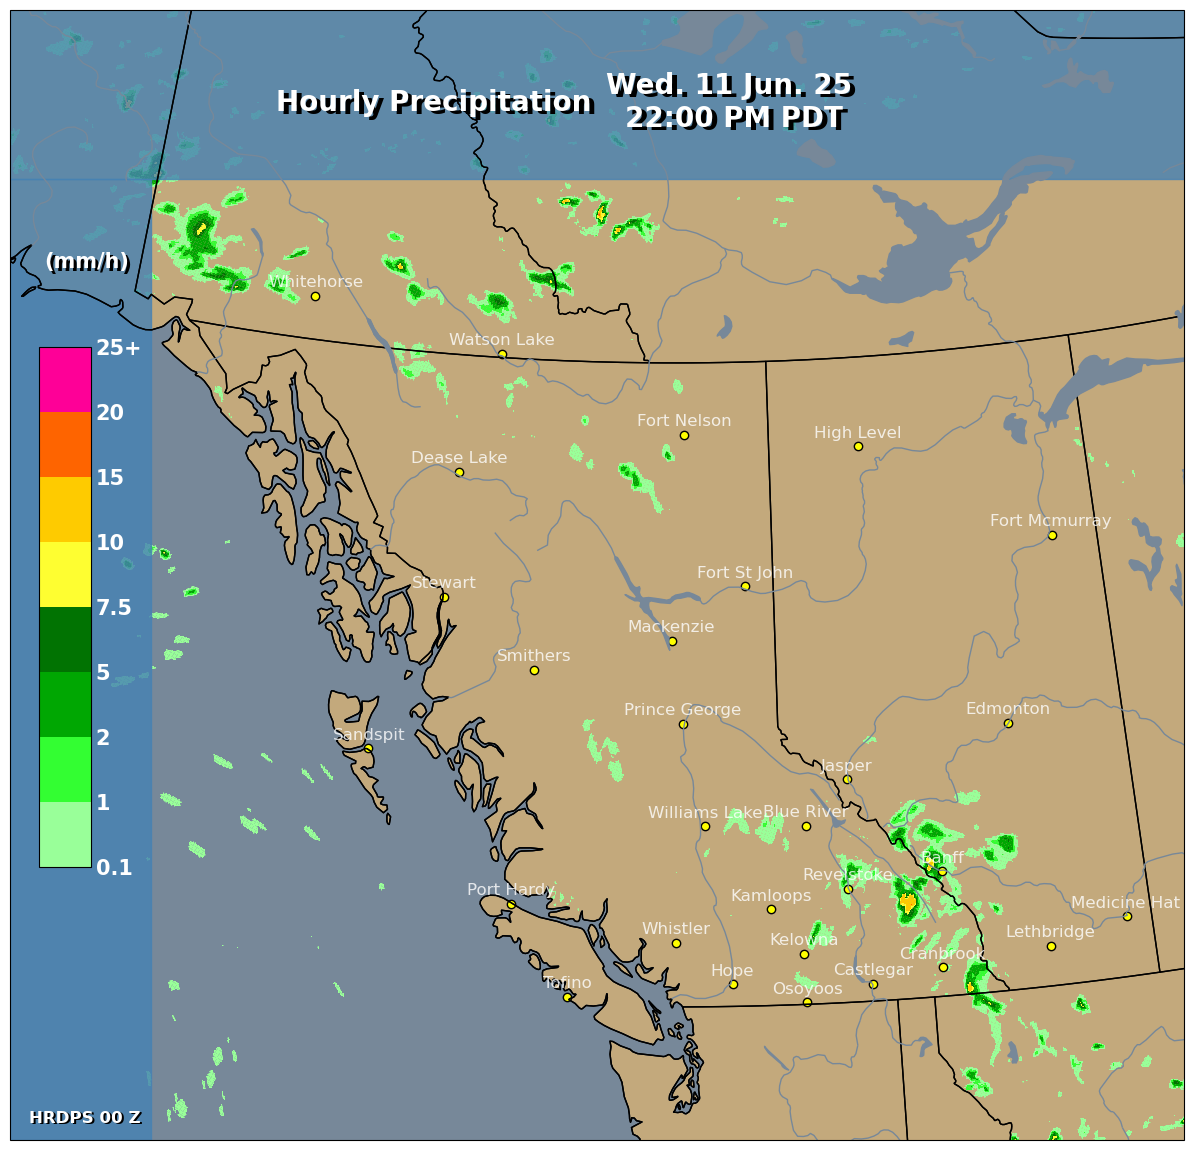 Hourly Precipitation
Wed. 11 Jun. 25
22:00 PM PDT
(mm/h)
25+
20
15
10
7.5
5
2
1
0.1
Whitehorse
Watson Lake
Fort Nelson
High Level
Dease Lake
Fort Mcmurray
Fort St John
Stewart
Mackenzie
Smithers
Prince George
Edmonton
Sandspit
Jasper
Williams Lake
Blue River
Banff
Revelstoke
Port Hardy
Kamloops
Medicine Hat
Whistler
Kelowna
Lethbridge
Cranbrook
Hope
Castlegar
Tofino
Osoyoos
HRDPS 00 Z